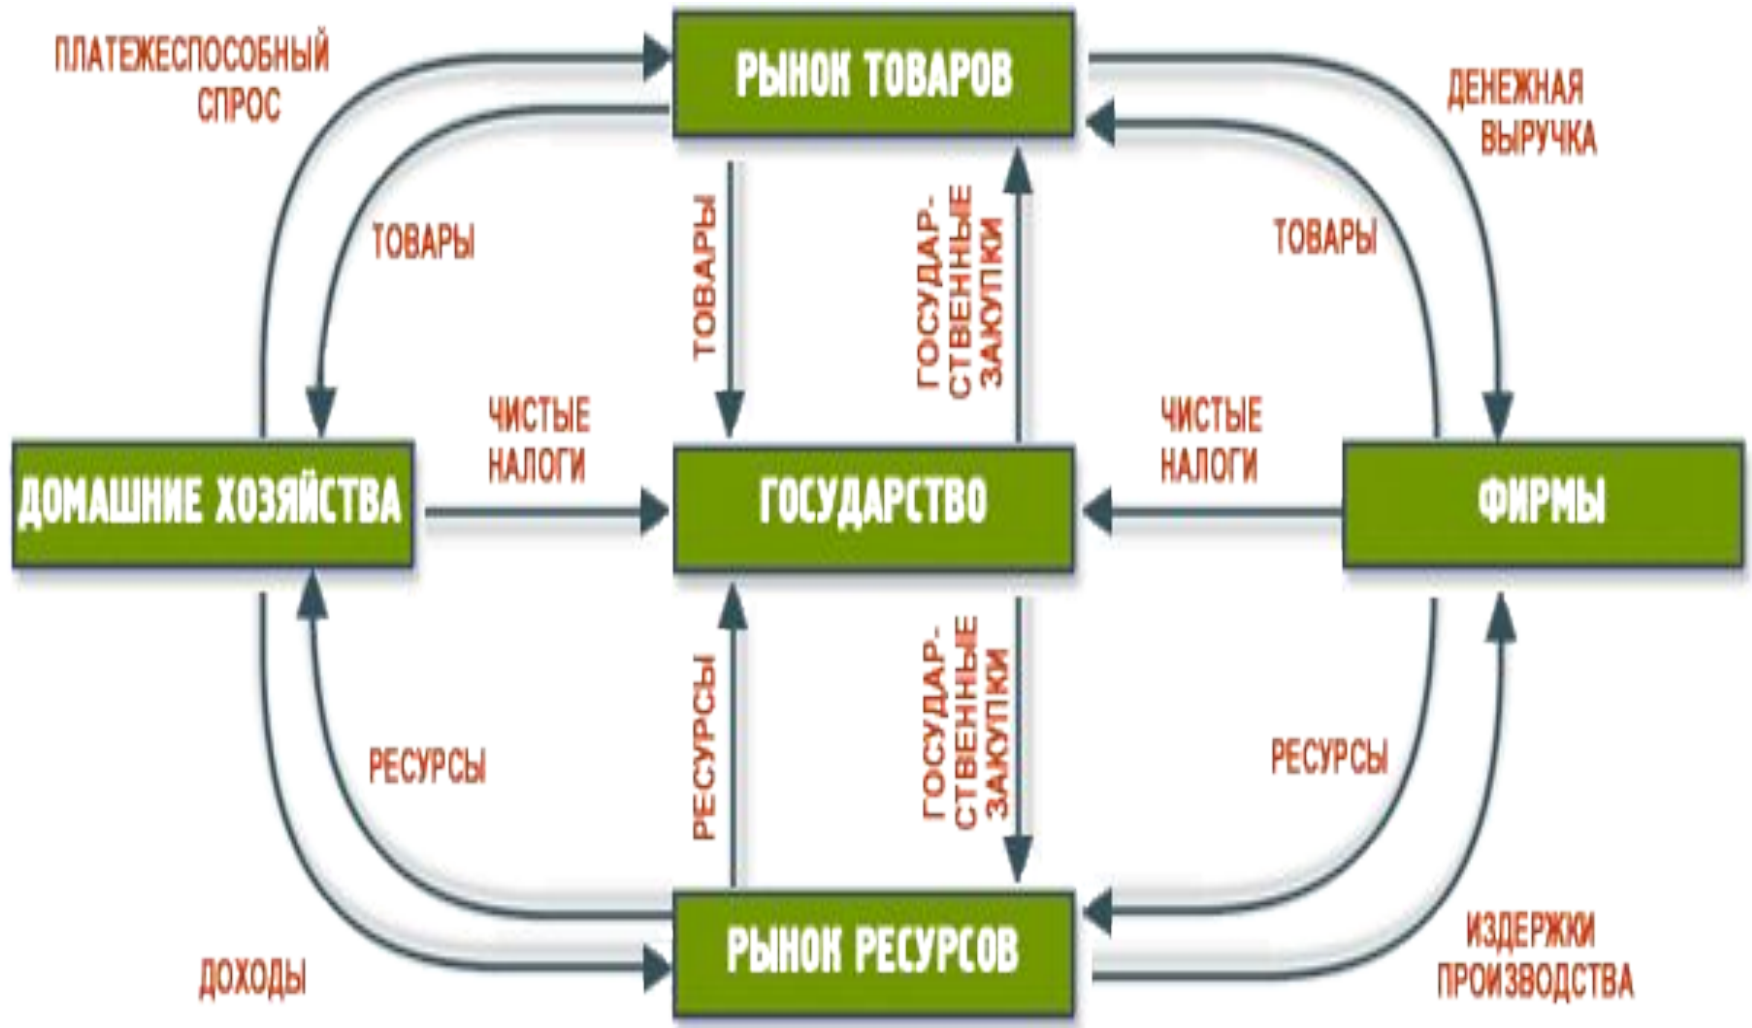 ПЛАТЕЖЕСПОСОБНЫЙ
СПРОС
РЫНОК ТОВАРОВ
ДЕНЕЖНАЯ
ВЫРУЧКА
ТОВАРЫ
ТОВАРЫ
ГОСУДАР-
СТВЕННЫЕ
ЗАКУПКИ
ТОВАРЫ
ЧИСТЫЕ
НАЛОГИ
ЧИСТЫЕ
НАЛОГИ
ДОМАШНИЕ ХОЗЯЙСТВА
ГОСУДАРСТВО
ФИРМЫ
РЕСУРСЫ
РЕСУРСЫ
ГОСУДАР-
СТВЕННЫЕ
ЗАКУПКИ
РЕСУРСЫ
ДОХОДЫ
РЫНОК РЕСУРСОВ
ИЗДЕРЖКИ
ПРОИЗВОДСТВА